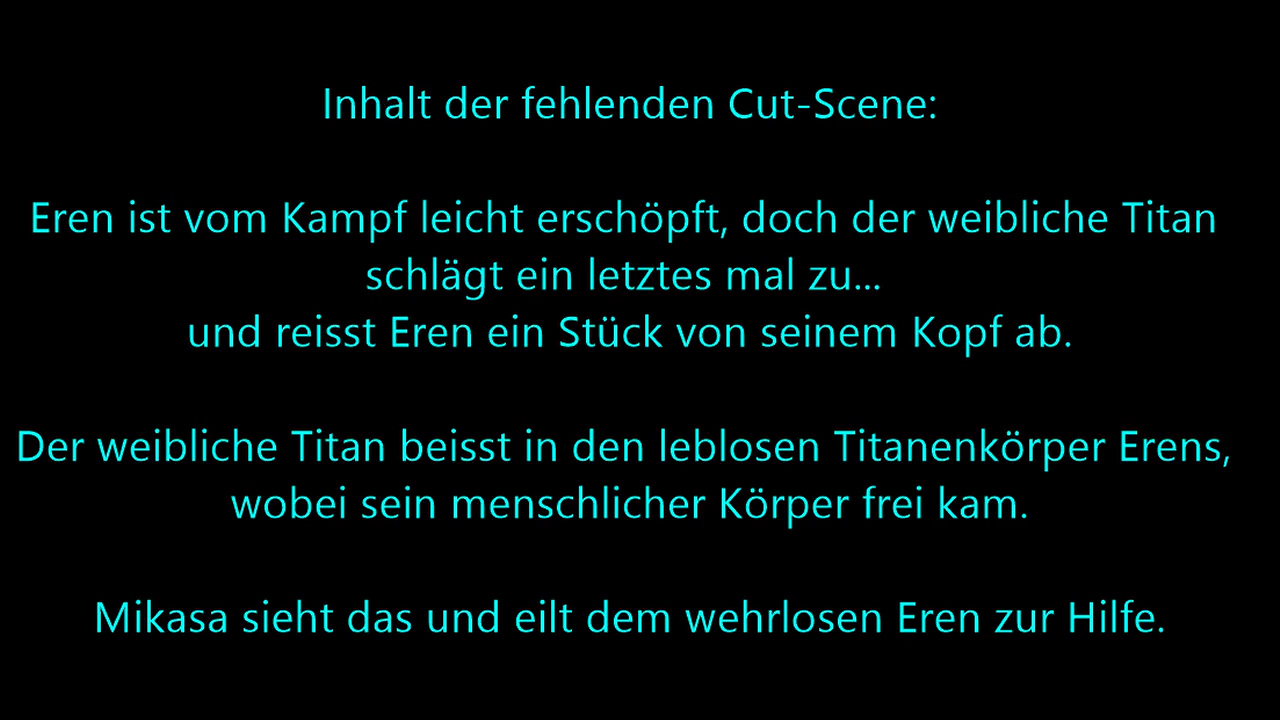 Inhalt der fehlenden Cut-Scene:
Eren ist vom Kampf leicht erschöpft, doch der weibliche Titan
schlägt ein letztes mal zu...
und reisst Eren ein Stück von seinem Kopf ab.
Der weibliche Titan beisst in den leblosen Titanenkörper Erens,
wobei sein menschlicher Körper frei kam.
Mikasa sieht das und eilt dem wehrlosen Eren zur Hilfe.